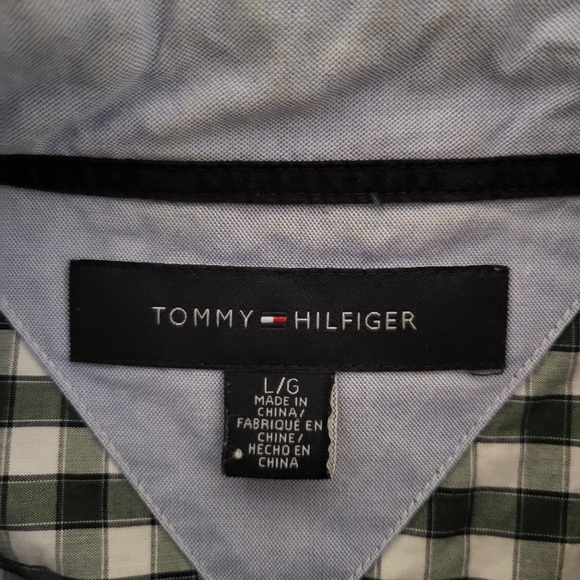 TOMMY HILFIGER
L/G
MADE IN
CHINA/
FABRIQUÉ EN
CHINE/
HECHO EN
CHINA